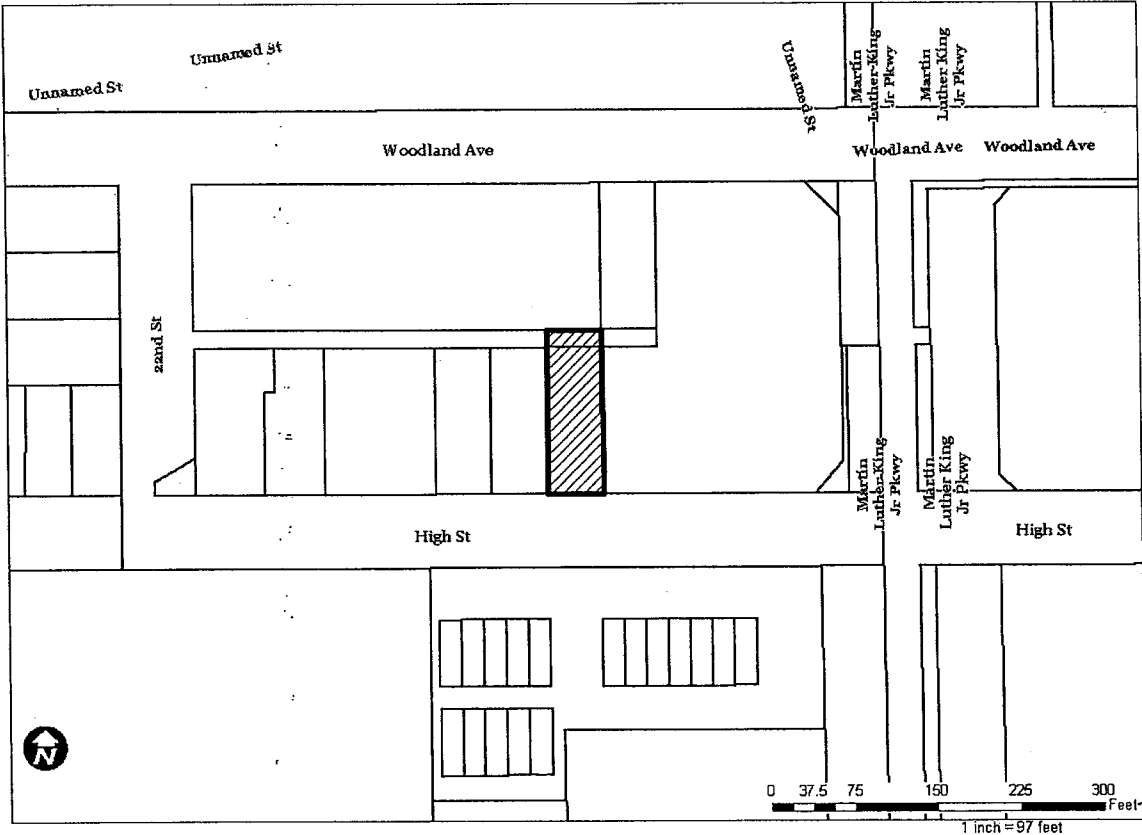 Unnamed St
Unnamed St
Unnamed St
Martin
Luther King
Jr Pkwy
Martin
Luther King
Jr Pkwy
Woodland Ave
Woodland Ave
Woodland Ave
22nd St
Martin
Luther King
Jr Pkwy
Martin
Luther King
Jr Pkwy
High St
High St
N
0 37.5 75 150 225 300
Feet
1 inch = 97 feet